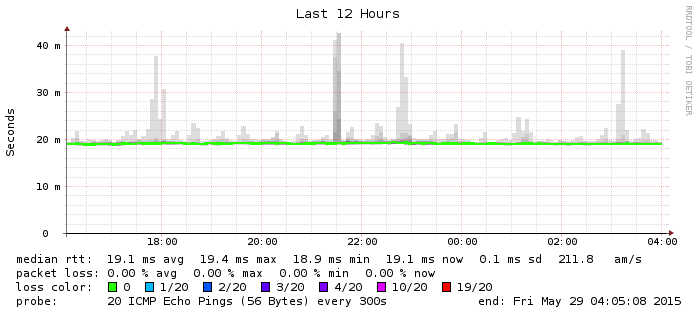 Last 12 Hours
RRDTOOL / TOBI OETIKER
Seconds
40 m
30 m
20 m
10 m
0
18:00 20:00 22:00 00:00 02:00 04:00
median rtt: 19.1 ms avg 19.4 ms max 18.9 ms min 19.1 ms now 0.1 ms sd 211.8 am/s
packet loss: 0.00 % avg 0.00 % max 0.00 % min 0.00 % now
loss color: 0 1/20 2/20 3/20 4/20 10/20 19/20
probe: 20 ICMP Echo Pings (56 Bytes) every 300s end: Fri May 29 04:05:08 2015